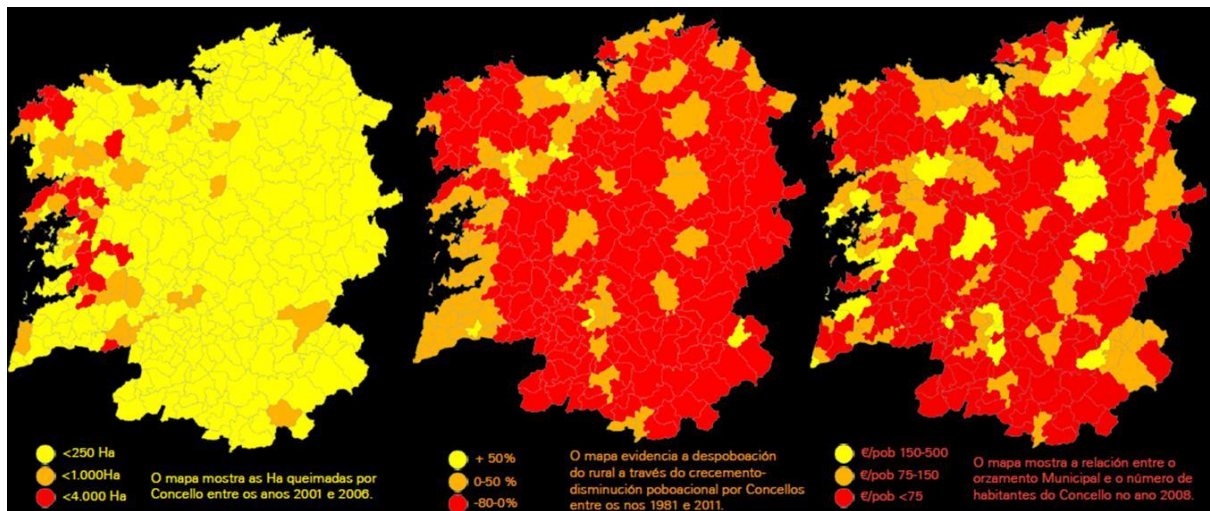 <250 Ha
<1.000Ha
<4.000 Ha
O mapa mostra as Ha queimadas por
Concello entre os anos 2001 e 2006.
+ 50%
0-50 %
-80-0%
O mapa evidencia a despoboación
do rural a través do crecemento-
disminución poboacional por Concellos
entre os nos 1981 e 2011.
€/pob 150-500
€/pob 75-150
€/pob <75
O mapa mostra a relación entre o
orzamento Municipal e o número de
habitantes do Concello no ano 2008.